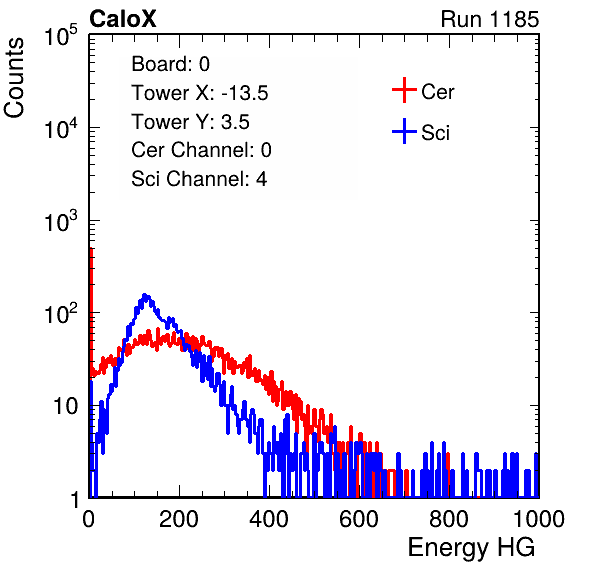 CaloX
Run 1185
Counts
10^5
10^4
10^3
10^2
10
1
Board: 0
Tower X: -13.5
Tower Y: 3.5
Cer Channel: 0
Sci Channel: 4
Cer
Sci
0 200 400 600 800 1000
Energy HG